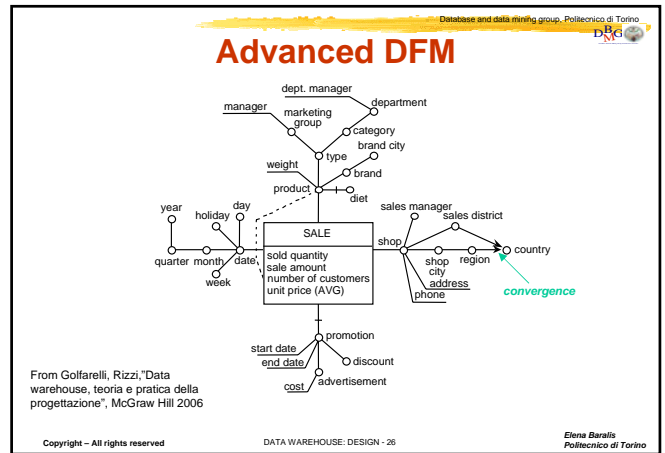 Database and data mining group, Politecnico di Torino
DBMG
Advanced DFM
dept. manager
department
manager
marketing
group
category
brand city
type
weight
brand
product
diet
year
holiday
day
quarter
month
date
week
SALE
sold quantity
sale amount
number of customers
unit price (AVG)
sales manager
sales district
shop
shop
city
region
country
address
phone
convergence
promotion
start date
end date
discount
cost
advertisement
From Golfarelli, Rizzi,"Data
warehouse, teoria e pratica della
progettazione", McGraw Hill 2006
Copyright – All rights reserved
DATA WAREHOUSE: DESIGN - 26
Elena Baralis
Politecnico di Torino